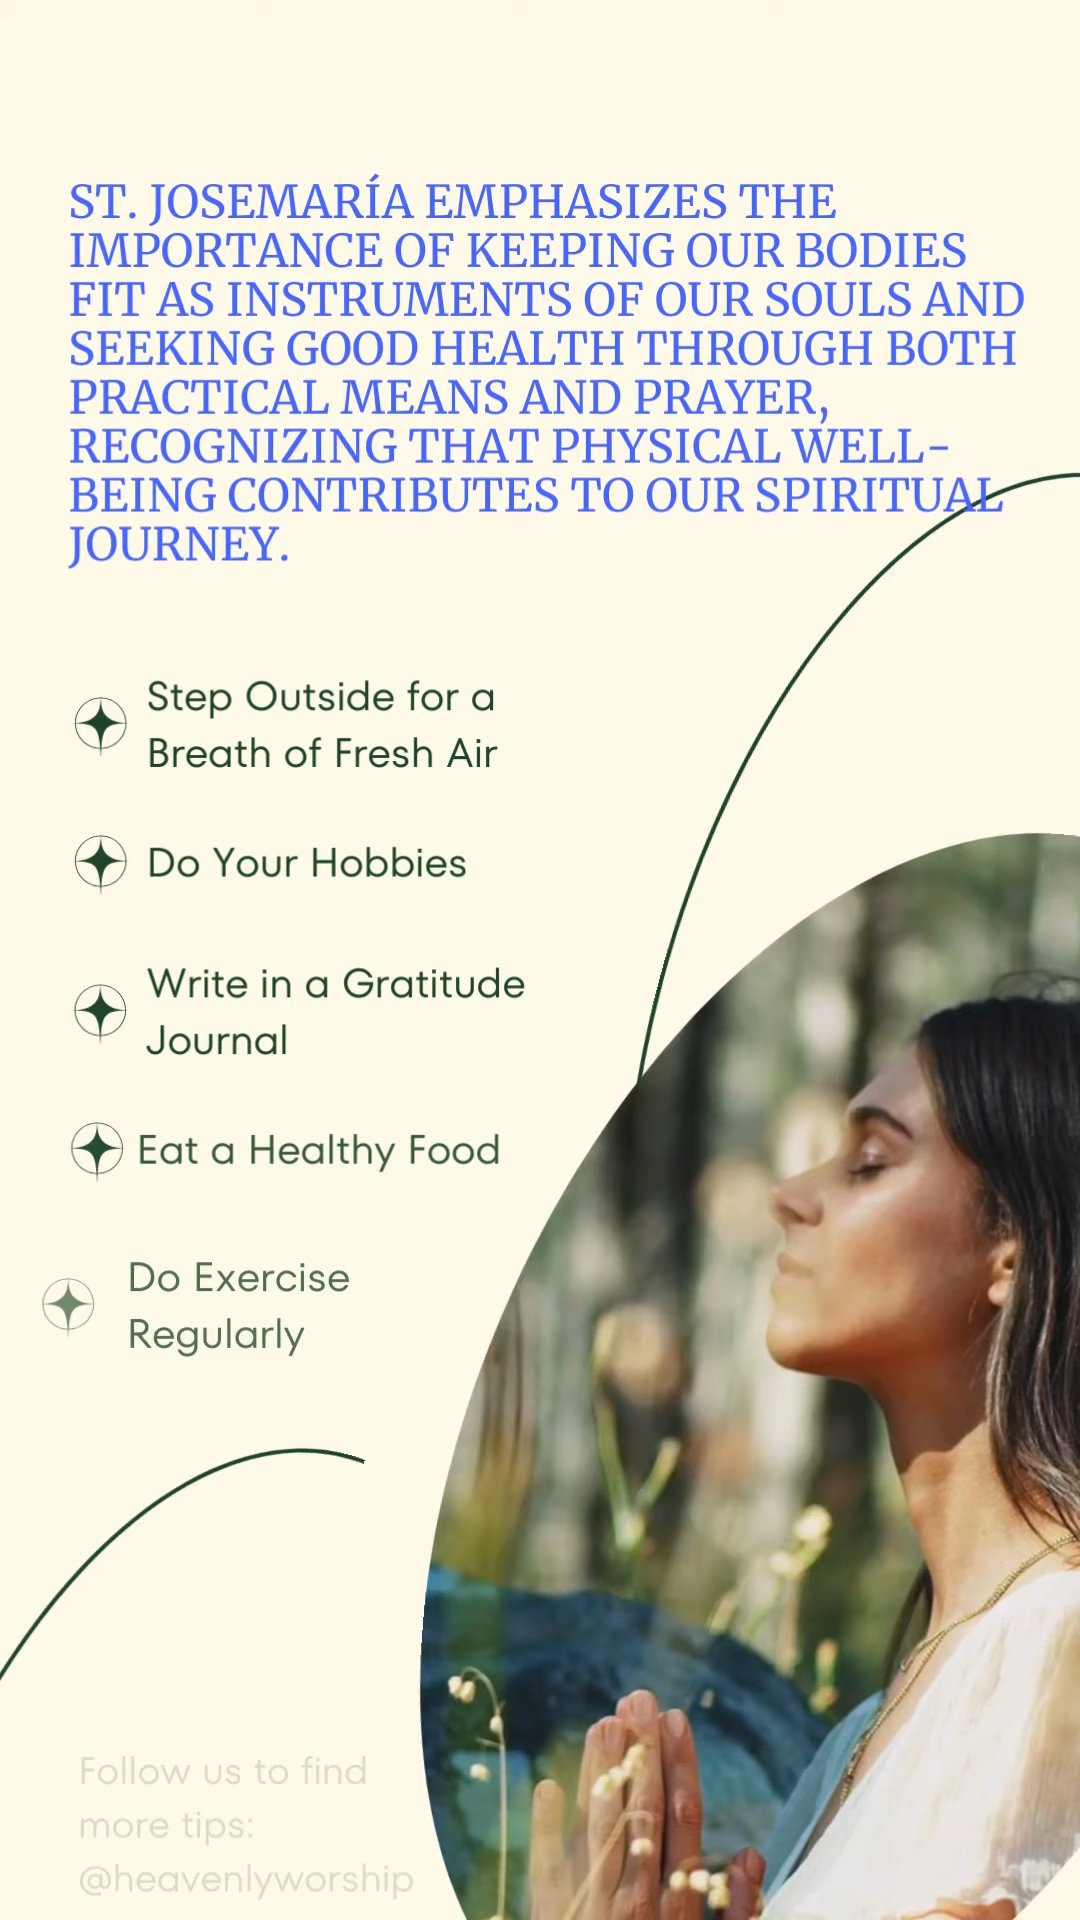 ST. JOSEMARÍA EMPHASIZES THE
IMPORTANCE OF KEEPING OUR BODIES
FIT AS INSTRUMENTS OF OUR SOULS AND
SEEKING GOOD HEALTH THROUGH BOTH
PRACTICAL MEANS AND PRAYER,
RECOGNIZING THAT PHYSICAL WELL-
BEING CONTRIBUTES TO OUR SPIRITUAL
JOURNEY.
Step Outside for a
Breath of Fresh Air
Do Your Hobbies
Write in a Gratitude
Journal
Eat a Healthy Food
Do Exercise
Regularly
Follow us to find
more tips:
@heavenlyworship